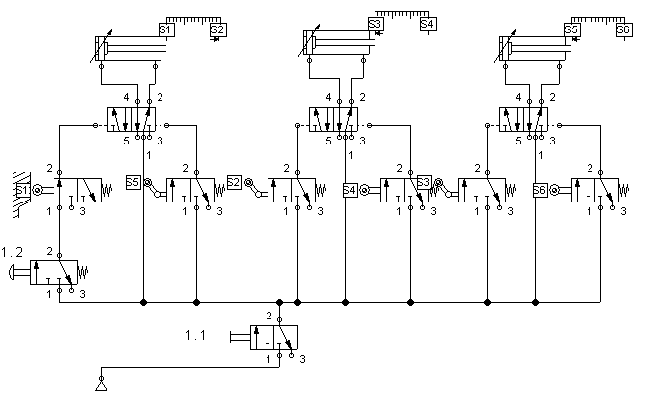 S1 S2 S3 S4 S5 S6
4 2 4 2 4 2
5 3 5 3 5 3
1 1 1
2 2 2 2 2 2
S1 S5 S2 S4 S3 S6
1 3 1 3 1 3 1 3 1 3 1 3
1.2 2
1 3
2
1.1
1 3